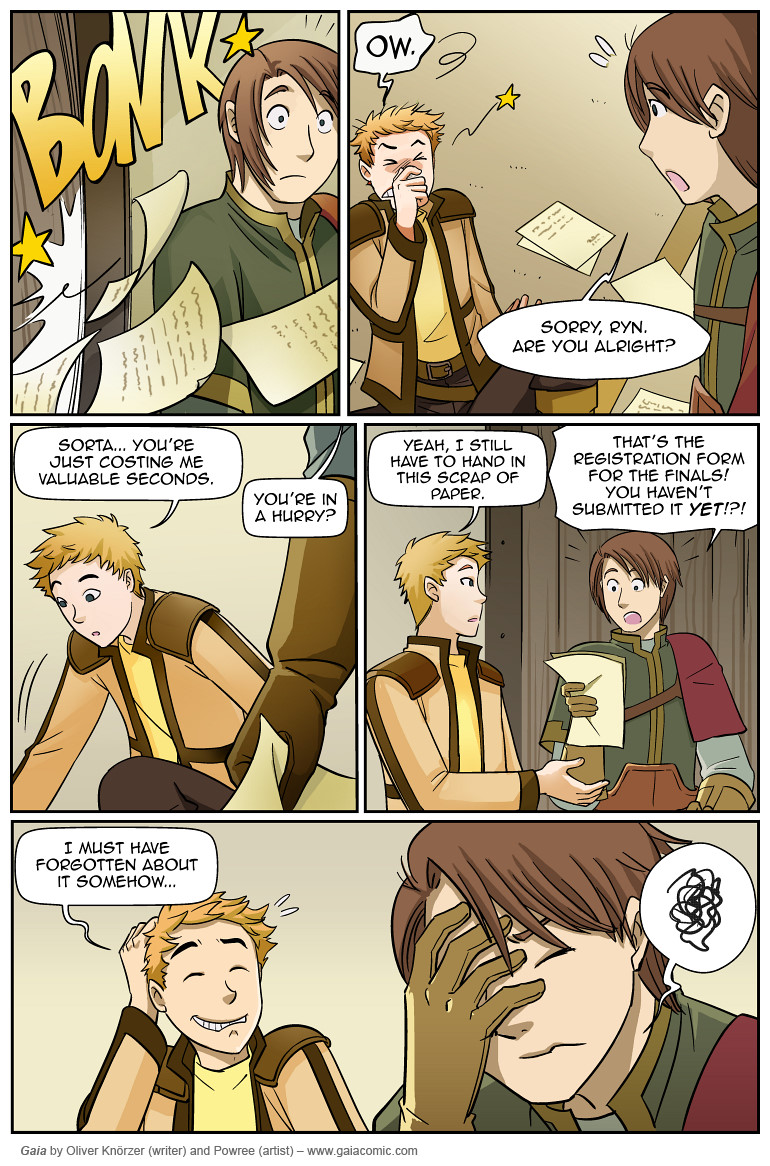 BONK
OW.
SORRY, RYN.
ARE YOU ALRIGHT?
SORTA... YOU'RE
JUST COSTING ME
VALUABLE SECONDS.
YOU'RE IN
A HURRY?
YEAH, I STILL
HAVE TO HAND IN
THIS SCRAP OF
PAPER.
THAT'S THE
REGISTRATION FORM
FOR THE FINALS!
YOU HAVEN'T
SUBMITTED IT YET!?!
I MUST HAVE
FORGOTTEN ABOUT
IT SOMEHOW...
Gaia by Oliver Knörzer (writer) and Powree (artist) – www.gaiacomic.com